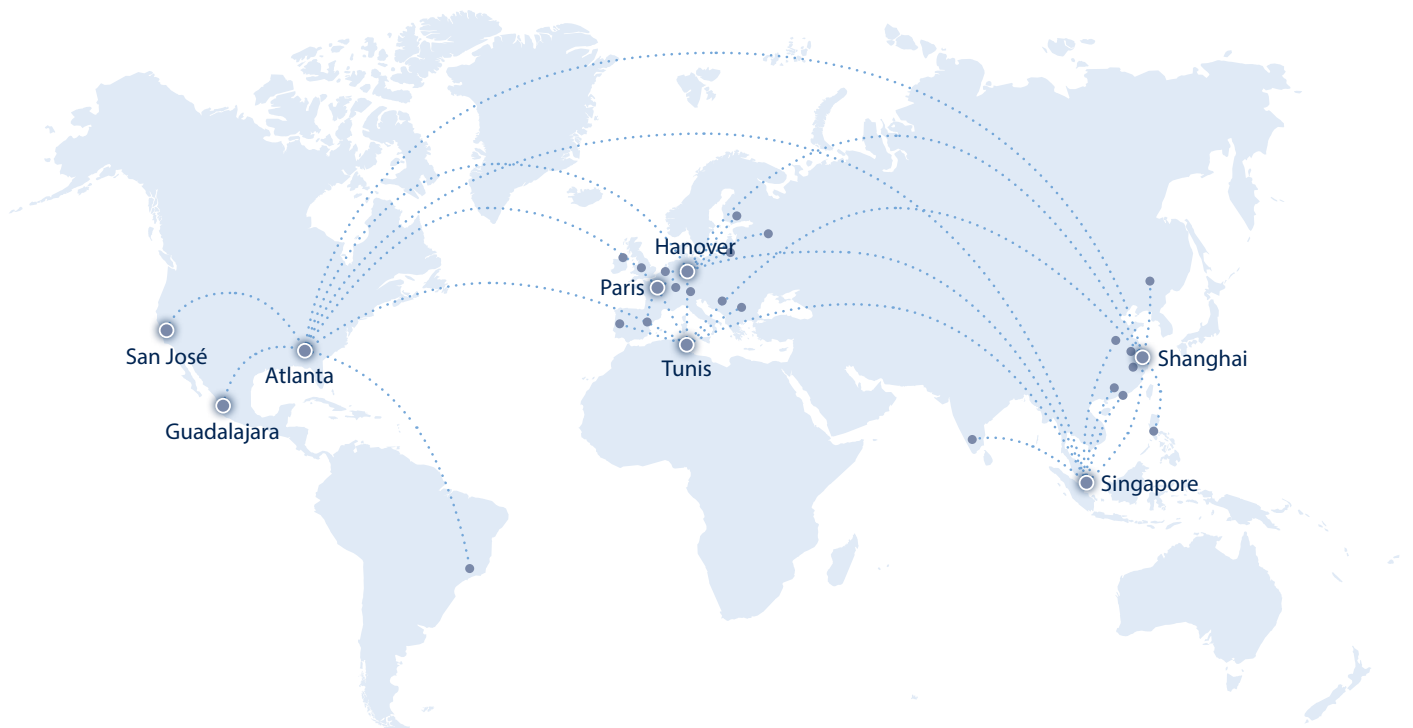 Hanover
Paris
San José
Shanghai
Atlanta
Tunis
Guadalajara
Singapore